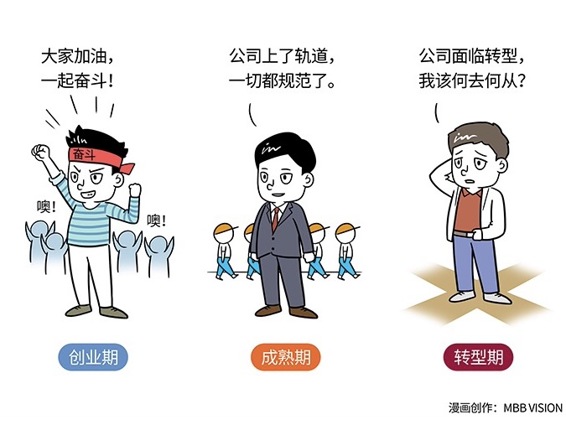 大家加油，
一起奋斗！
公司上了轨道，
一切都规范了。
公司面临转型，
我该何去何从？
奋斗
噢！
噢！
创业期
成熟期
转型期
漫画创作：MBB VISION